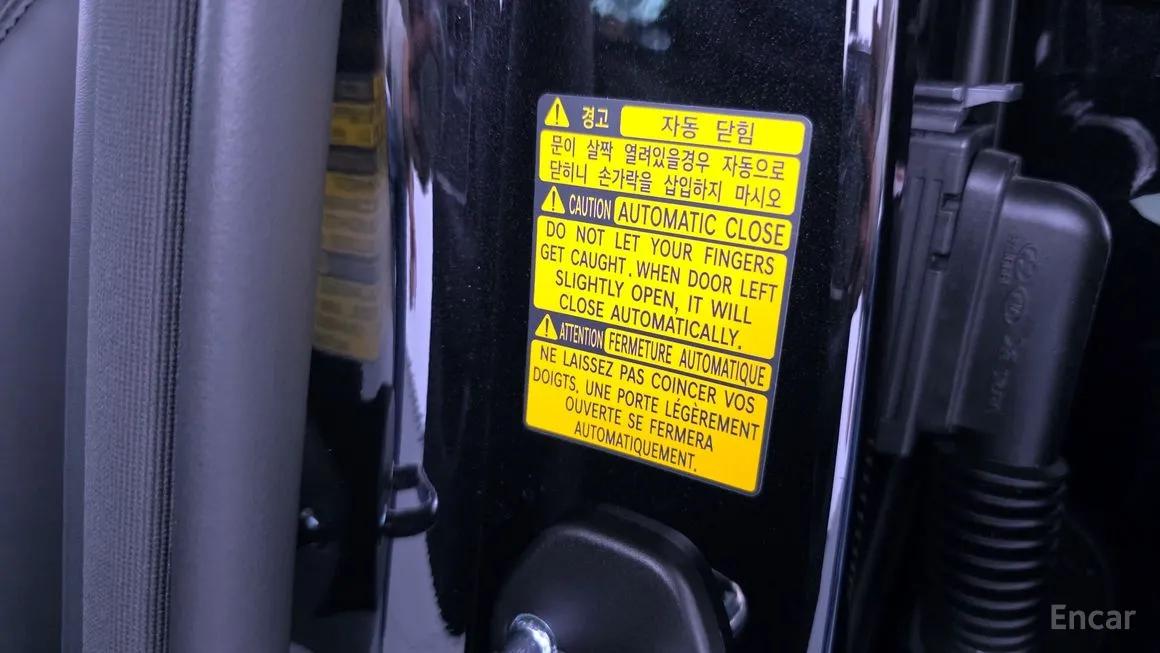 경고 자동 닫힘
문이 살짝 열려있을경우 자동으로
닫히니 손가락을 삽입하지 마시오
CAUTION AUTOMATIC CLOSE
DO NOT LET YOUR FINGERS
GET CAUGHT. WHEN DOOR LEFT
SLIGHTLY OPEN, IT WILL
CLOSE AUTOMATICALLY.
ATTENTION FERMETURE AUTOMATIQUE
NE LAISSEZ PAS COINCER VOS
DOIGTS. UNE PORTE LÉGÈREMENT
OUVERTE SE FERMERA
AUTOMATIQUEMENT.
Encar